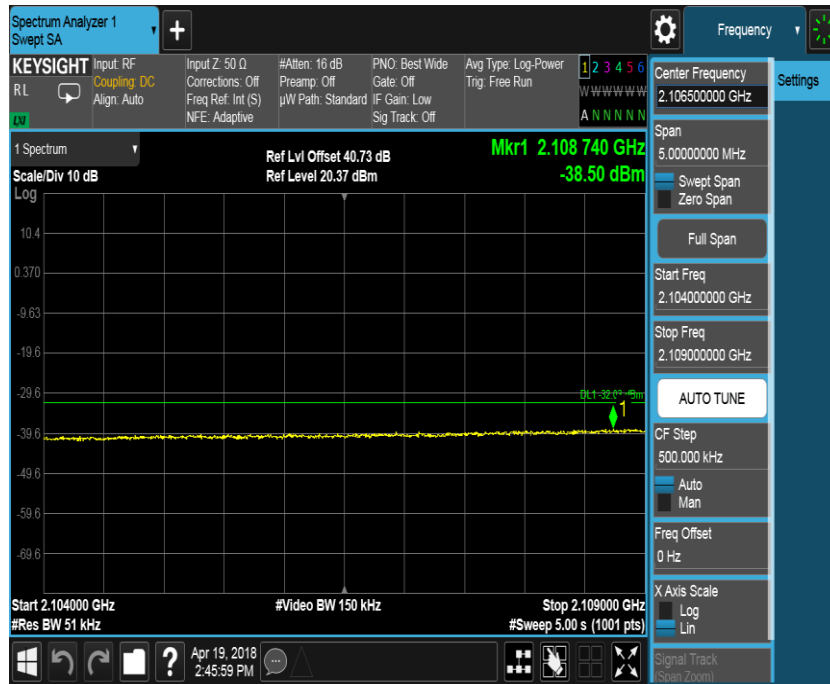 Spectrum Analyzer 1
Swept SA
+
Frequency
KEYSIGHT
RL
LXI
Input: RF
Coupling: DC
Align: Auto
Input Z: 50 Ω
Corrections: Off
Freq Ref: Int (S)
NFE: Adaptive
#Atten: 16 dB
Preamp: Off
µW Path: Standard
PNO: Best Wide
Gate: Off
IF Gain: Low
Sig Track: Off
Avg Type: Log-Power
Trig: Free Run
1 2 3 4 5 6
W W W W W W
A N N N N N
1 Spectrum
Scale/Div 10 dB
Log
Ref Lvl Offset 40.73 dB
Ref Level 20.37 dBm
Mkr1 2.108 740 GHz
-38.50 dBm
10.4
0.370
-9.63
-19.6
-29.6
-39.6
-49.6
-59.6
-69.6
1
Start 2.104000 GHz
#Res BW 51 kHz
#Video BW 150 kHz
Stop 2.109000 GHz
#Sweep 5.00 s (1001 pts)
?
Apr 19, 2018
2:45:59 PM
Center Frequency
2.106500000 GHz
Span
5.00000000 MHz
Swept Span
Zero Span
Full Span
Start Freq
2.104000000 GHz
Stop Freq
2.109000000 GHz
AUTO TUNE
CF Step
500.000 kHz
Auto
Man
Freq Offset
0 Hz
X Axis Scale
Log
Lin
Signal Track
(Span Zoom)
Settings